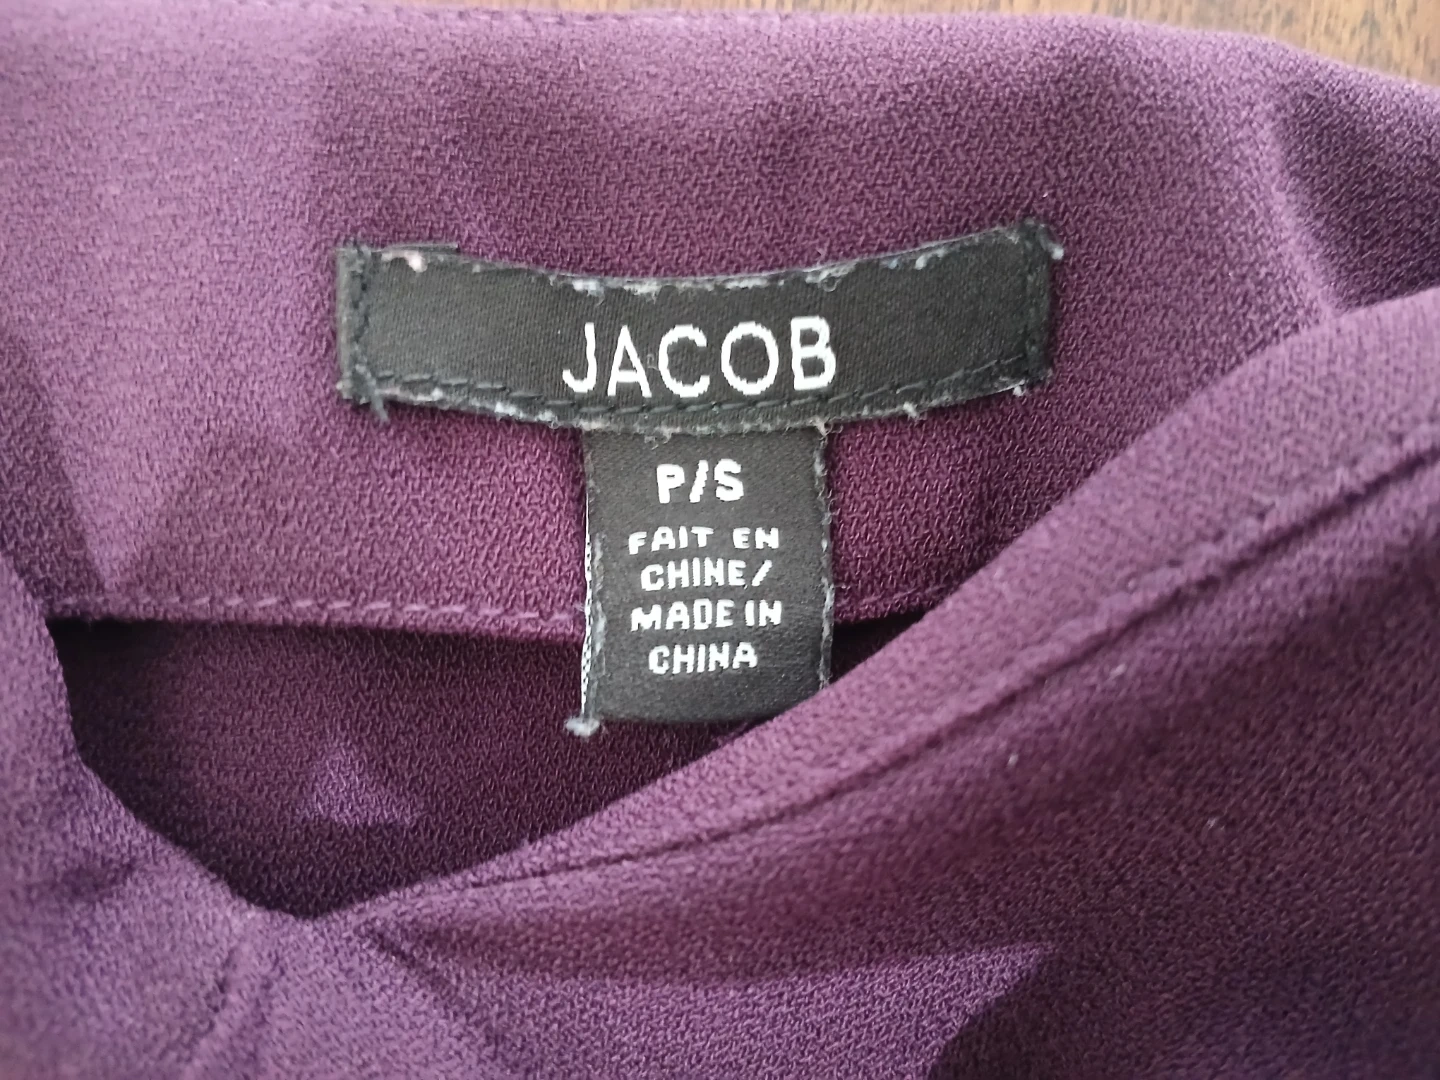 JACOB
P/S
FAIT EN
CHINE/
MADE IN
CHINA